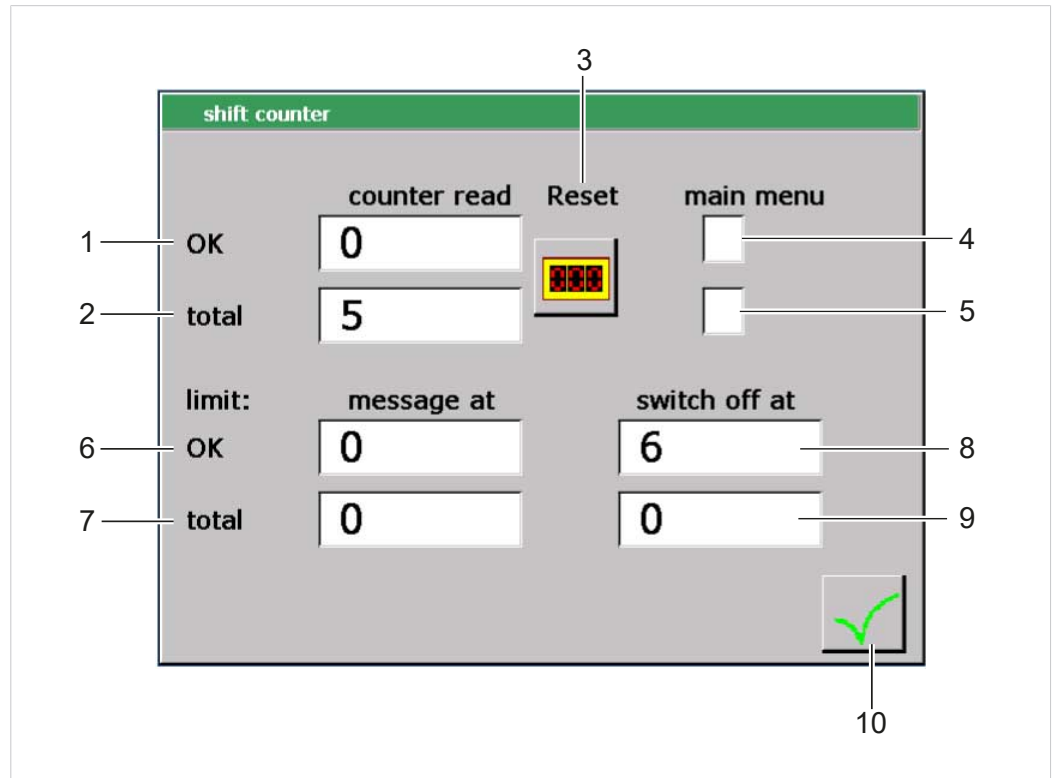 3
shift counter
counter read Reset main menu
1 OK 0 000 4
2 total 5 5
limit: message at switch off at
6 OK 0 6 8
7 total 0 0 9
10